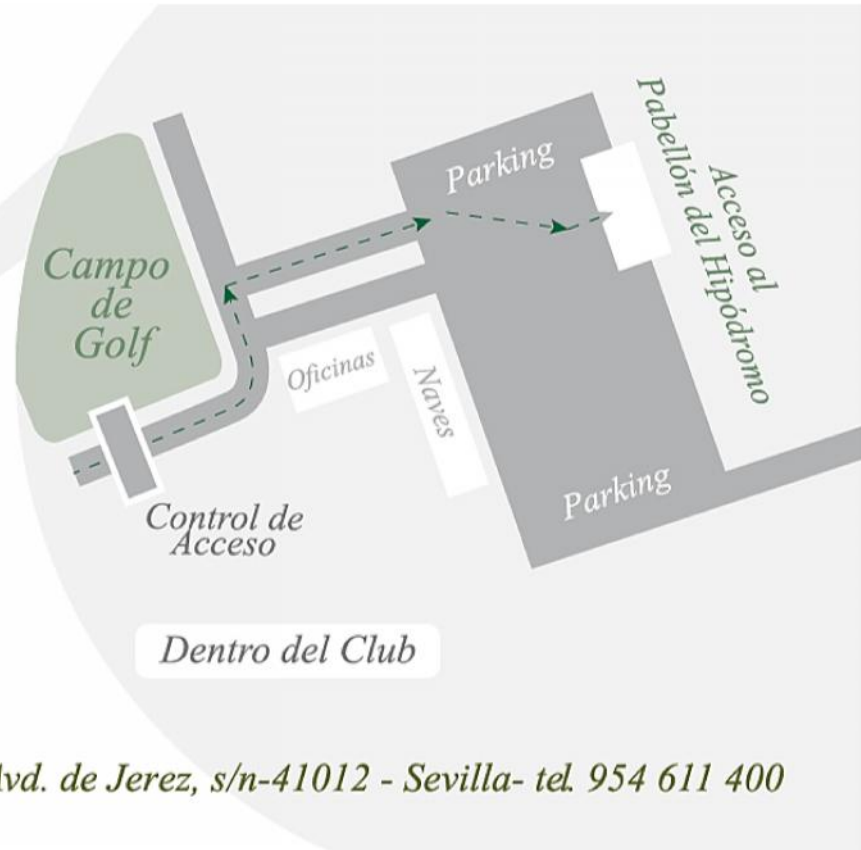 Parking
Acceso al
Pabellón del Hipódromo
Campo
de
Golf
Oficinas
Naves
Parking
Control de
Acceso
Dentro del Club
de Jerez, s/n-41012 - Sevilla- tel. 954 611 400